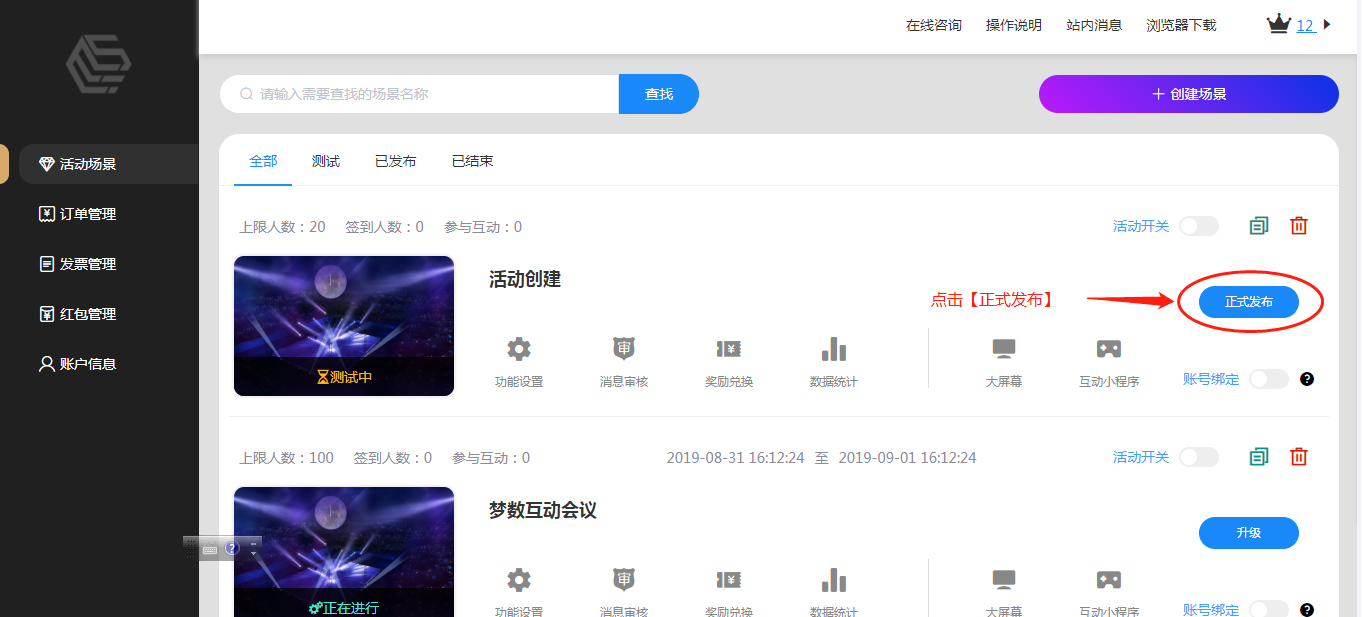 在线咨询 操作说明 站内消息 浏览器下载 12
请输入需要查找的场景名称 查找 + 创建场景
活动场景
订单管理
发票管理
红包管理
账户信息
全部 测试 已发布 已结束
上限人数：20 签到人数：0 参与互动：0 活动开关
活动创建
点击【正式发布】 正式发布
测试中
功能设置 消息审核 奖励兑换 数据统计 大屏幕 互动小程序 账号绑定 ?
上限人数：100 签到人数：0 参与互动：0 2019-08-31 16:12:24 至 2019-09-01 16:12:24 活动开关
梦数互动会议
升级
正在进行
功能设置 消息审核 奖励兑换 数据统计 大屏幕 互动小程序 账号绑定 ?